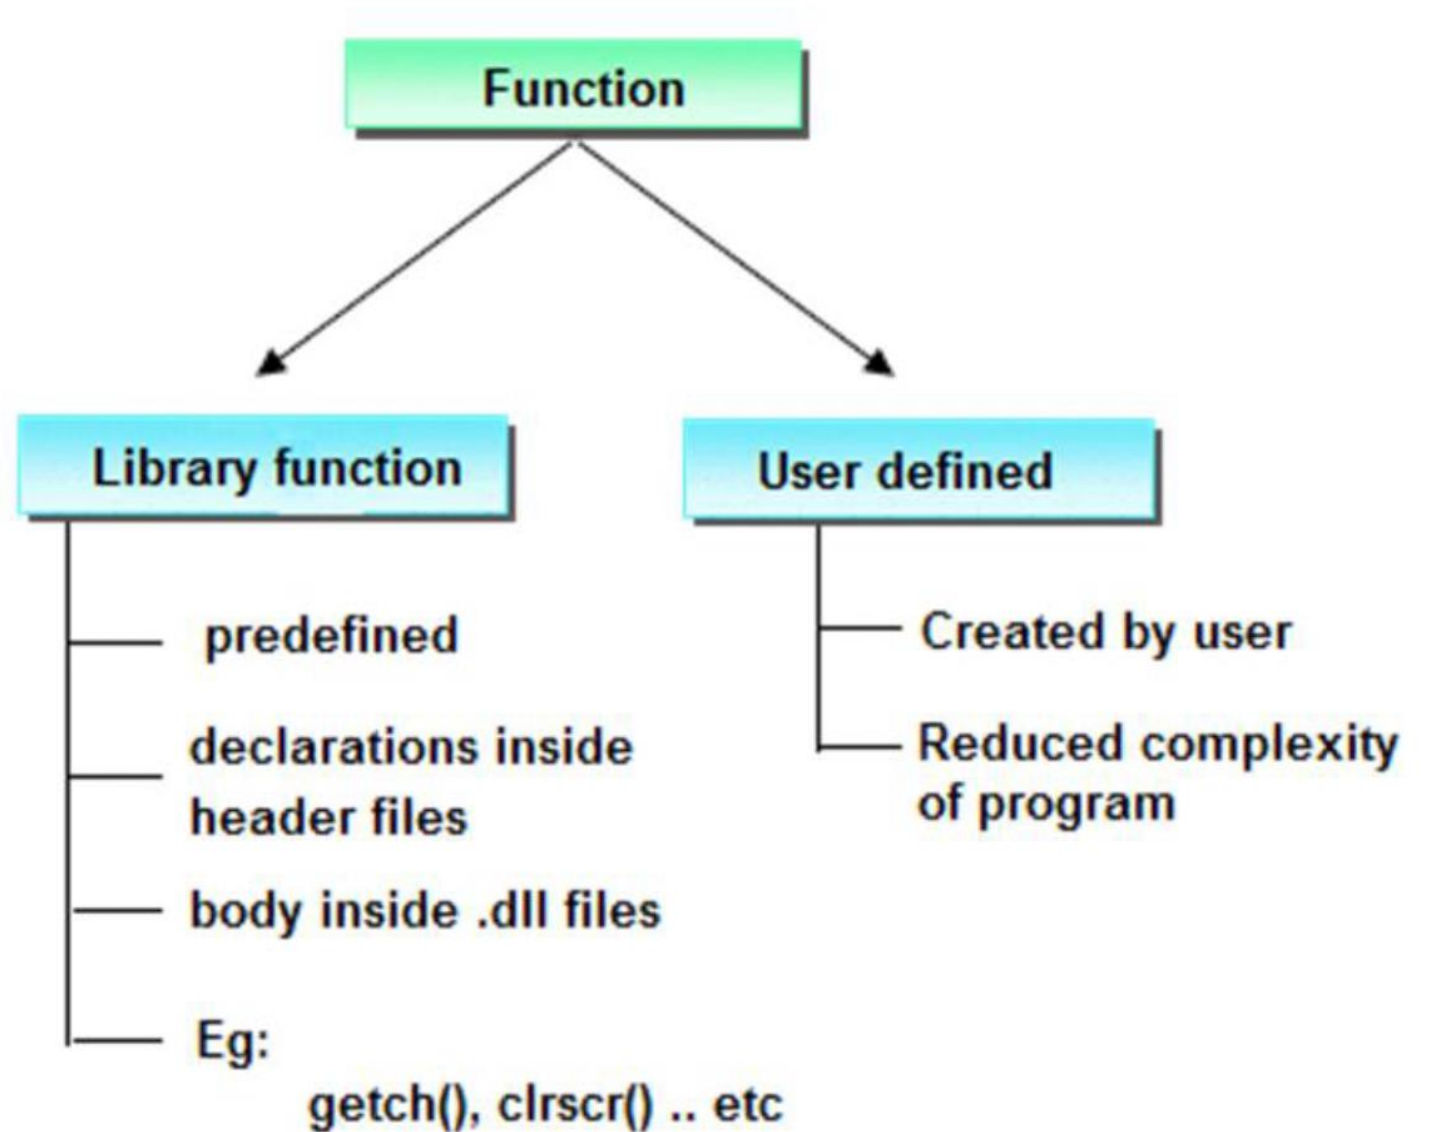 Function
Library function
predefined
declarations inside
header files
body inside .dll files
Eg:
getch(), clrscr() .. etc
User defined
Created by user
Reduced complexity
of program